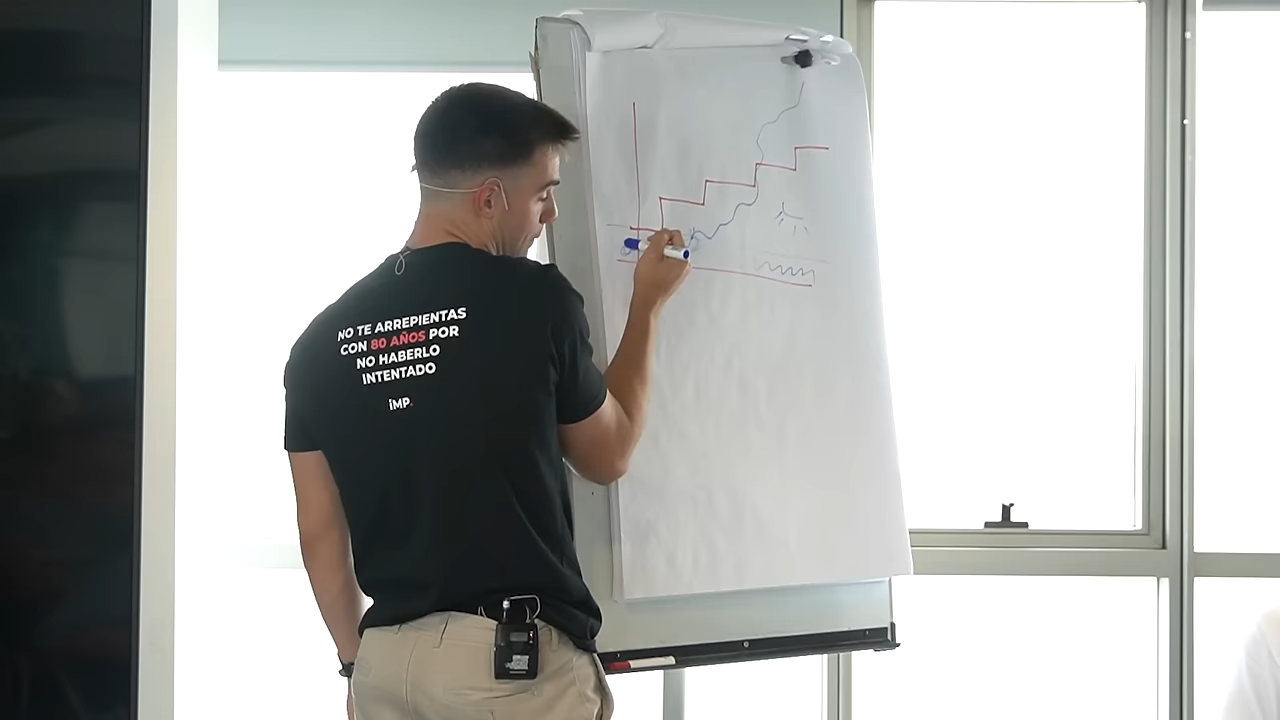 NO TE ARREPIENTAS
CON 80 AÑOS POR
NO HABERLO
INTENTADO
iMP.